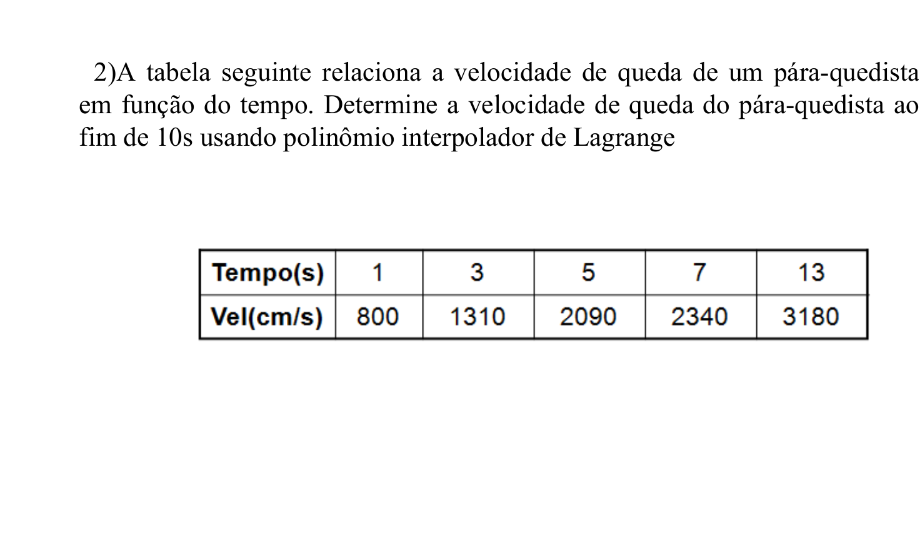 2)A tabela seguinte relaciona a velocidade de queda de um pára-quedista
em função do tempo. Determine a velocidade de queda do pára-quedista ao
fim de 10s usando polinômio interpolador de Lagrange
Tempo(s) 1 3 5 7 13
Vel(cm/s) 800 1310 2090 2340 3180